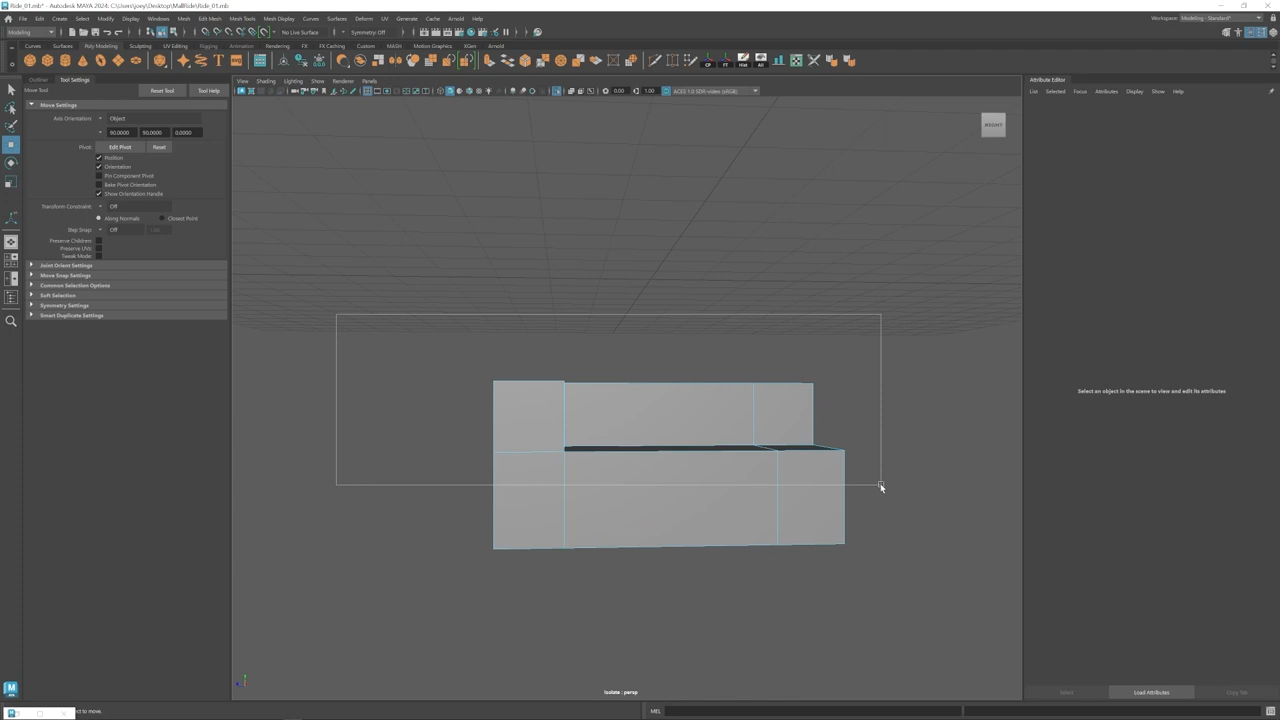 Ride_01.mb* - Autodesk MAYA 2024: C:\Users\joey\Desktop\MallRide\Ride_01.mb*
File Edit Create Select Modify Display Windows Mesh Edit Mesh Mesh Tools Mesh Display Curves Surfaces Deform UV Generate Cache Arnold Help
Workspace: Modeling - Standard*
Modeling No Live Surface Symmetry: Off
Curves Surfaces Poly Modeling Sculpting UV Editing Rigging Animation Rendering FX FX Caching Custom MASH Motion Graphics XGen Arnold
CP FT Hist All
Outliner Tool Settings
View Shading Lighting Show Renderer Panels
Attribute Editor
Move Tool Reset Tool Tool Help
0.00 1.00 ACES 1.0 SDR-video (sRGB)
List Selected Focus Attributes Display Show Help
Move Settings
Axis Orientation: Object
90.0000 90.0000 0.0000
RIGHT
Pivot: Edit Pivot Reset
Position
Orientation
Pin Component Pivot
Bake Pivot Orientation
Show Orientation Handle
Transform Constraint: Off
Along Normals Closest Point
Step Snap: Off 1.00
Preserve Children:
Preserve UVs:
Tweak Mode:
Joint Orient Settings
Move Snap Settings
Common Selection Options
Soft Selection
Symmetry Settings
Smart Duplicate Settings
Select an object in the scene to view and edit its attributes
Isolate : persp
Select Load Attributes Copy Tab
ect to move.
MEL